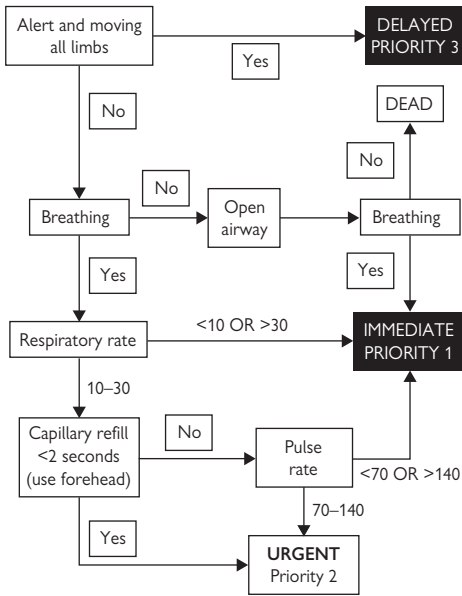 Alert and moving
all limbs
Yes
DELAYED
PRIORITY 3
No
DEAD
No
No
Breathing
Open
airway
Breathing
Yes
Yes
Respiratory rate
<10 OR >30
IMMEDIATE
PRIORITY 1
10–30
Capillary refill
<2 seconds
(use forehead)
No
Pulse
rate
<70 OR >140
70–140
Yes
URGENT
Priority 2